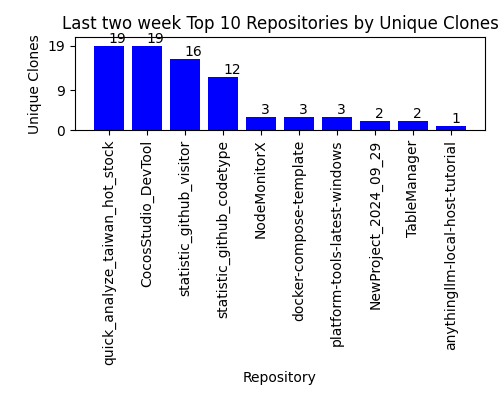 Last two week Top 10 Repositories by Unique Clones
Unique Clones
19
9
0
19
19
16
12
3
3
3
2
2
1
quick_analyze_taiwan_hot_stock
CocosStudio_DevTool
statistic_github_visitor
statistic_github_codetype
NodeMonitorX
docker-compose-template
platform-tools-latest-windows
NewProject_2024_09_29
TableManager
anythingllm-local-host-tutorial
Repository